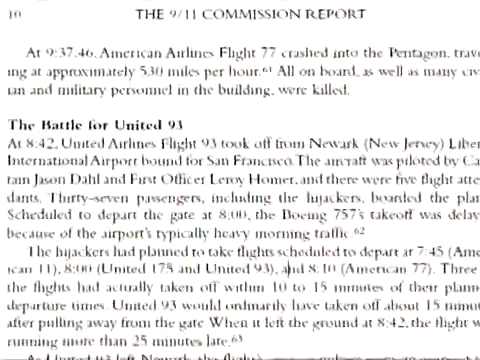 10 THE 9/11 COMMISSION REPORT
At 9:37:46, American Airlines Flight 77 crashed into the Pentagon, trav
ing at approximately 530 miles per hour.61 All on board, as well as many civ
ian and military personnel in the building, were killed.
The Battle for United 93
At 8:42, United Airlines Flight 93 took off from Newark (New Jersey) Liber
International Airport bound for San Francisco. The aircraft was piloted by Ca
tain Jason Dahl and First Officer Leroy Homer, and there were five flight atte
dants. Thirty-seven passengers, including the hijackers, boarded the plan
Scheduled to depart the gate at 8:00, the Boeing 757's takeoff was delay
because of the airport's typically heavy morning traffic.62
The hijackers had planned to take flights scheduled to depart at 7:45 (Ame
ican 11), 8:00 (United 175 and United 93), and 8:10 (American 77). Three
the flights had actually taken off within 10 to 15 minutes of their plann
departure times. United 93 would ordinarily have taken off about 15 minut
after pulling away from the gate. When it left the ground at 8:42, the flight w
running more than 25 minutes late.63
As United 93 left Newark, the flight's